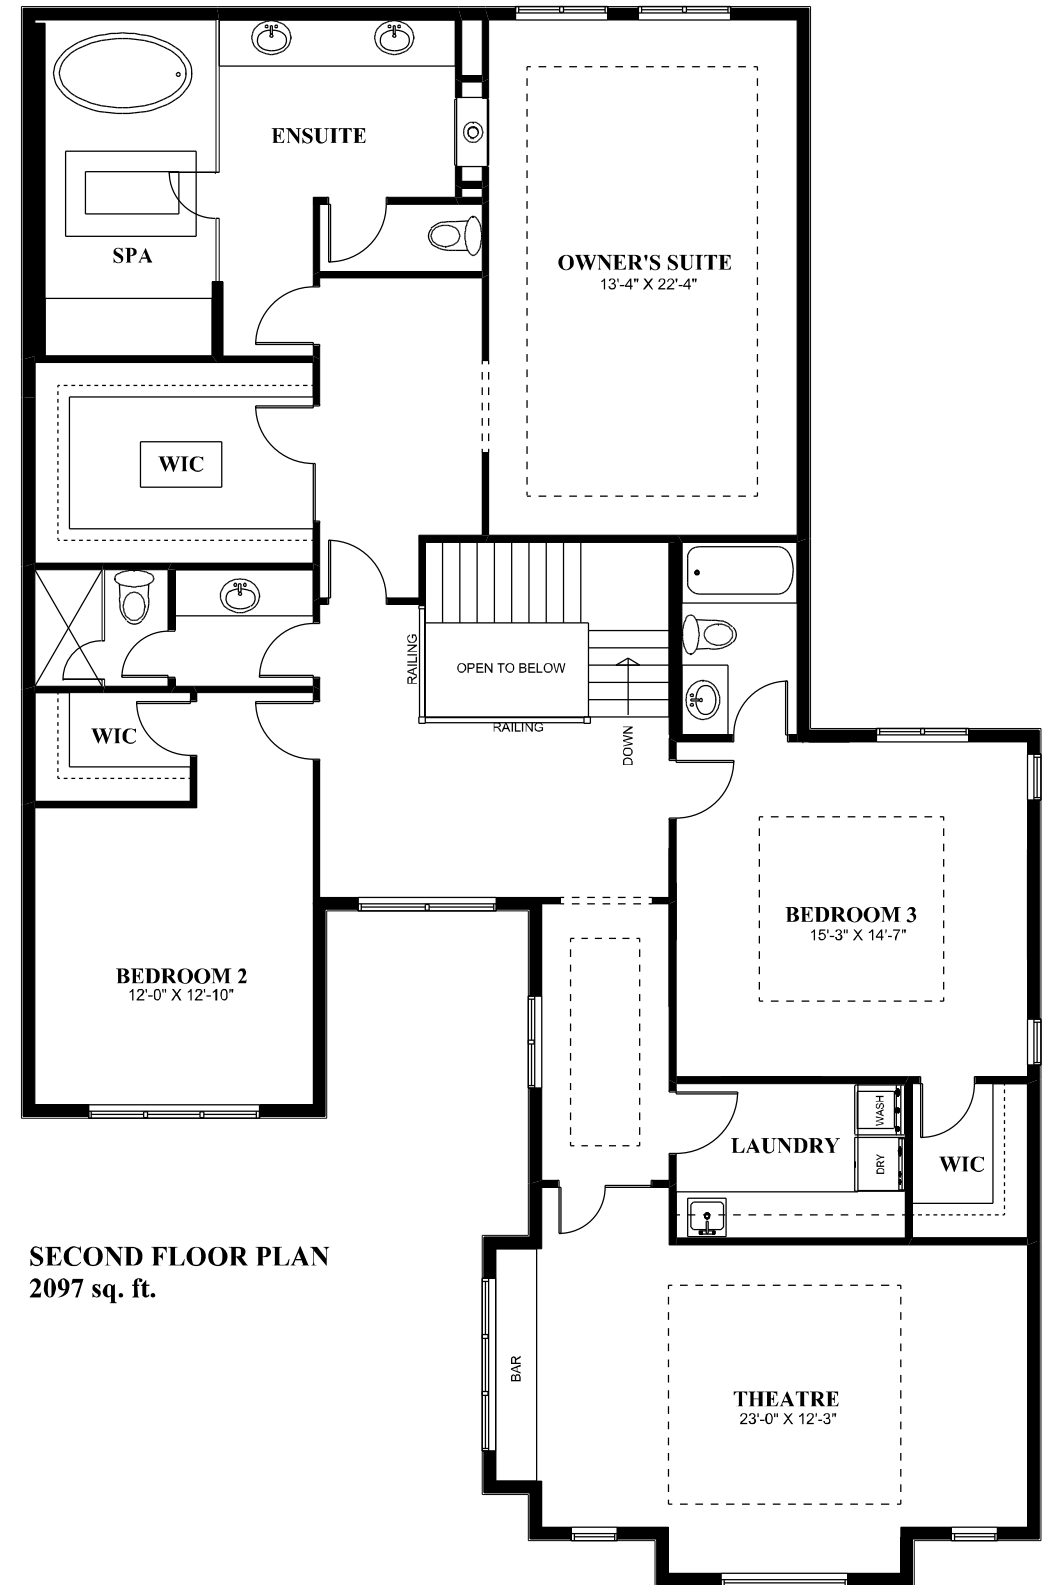 ENSUITE
SPA
OWNER'S SUITE
13'-4" X 22'-4"
WIC
RAILING
OPEN TO BELOW
RAILING
DOWN
WIC
BEDROOM 3
15'-3" X 14'-7"
BEDROOM 2
12'-0" X 12'-10"
WASH
LAUNDRY
DRY
WIC
SECOND FLOOR PLAN
2097 sq. ft.
BAR
THEATRE
23'-0" X 12'-3"